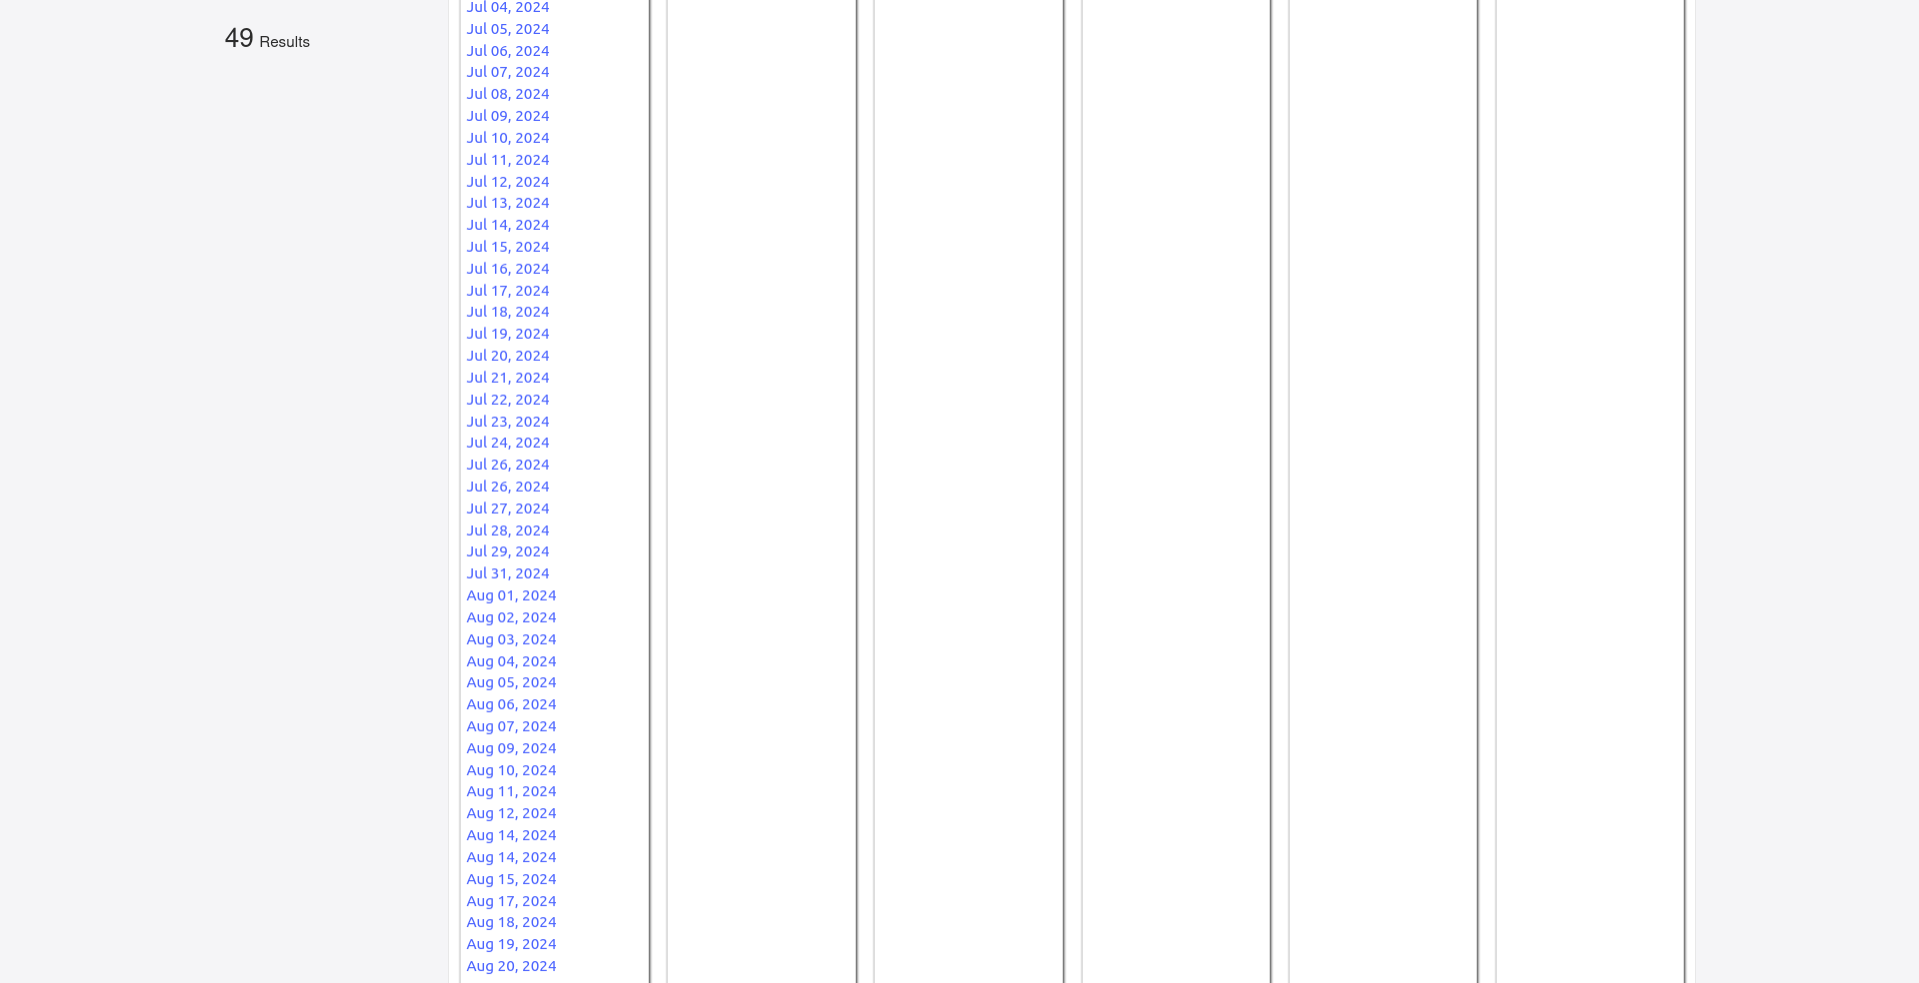 49 Results
Jul 04, 2024
Jul 05, 2024
Jul 06, 2024
Jul 07, 2024
Jul 08, 2024
Jul 09, 2024
Jul 10, 2024
Jul 11, 2024
Jul 12, 2024
Jul 13, 2024
Jul 14, 2024
Jul 15, 2024
Jul 16, 2024
Jul 17, 2024
Jul 18, 2024
Jul 19, 2024
Jul 20, 2024
Jul 21, 2024
Jul 22, 2024
Jul 23, 2024
Jul 24, 2024
Jul 26, 2024
Jul 26, 2024
Jul 27, 2024
Jul 28, 2024
Jul 29, 2024
Jul 31, 2024
Aug 01, 2024
Aug 02, 2024
Aug 03, 2024
Aug 04, 2024
Aug 05, 2024
Aug 06, 2024
Aug 07, 2024
Aug 09, 2024
Aug 10, 2024
Aug 11, 2024
Aug 12, 2024
Aug 14, 2024
Aug 14, 2024
Aug 15, 2024
Aug 17, 2024
Aug 18, 2024
Aug 19, 2024
Aug 20, 2024